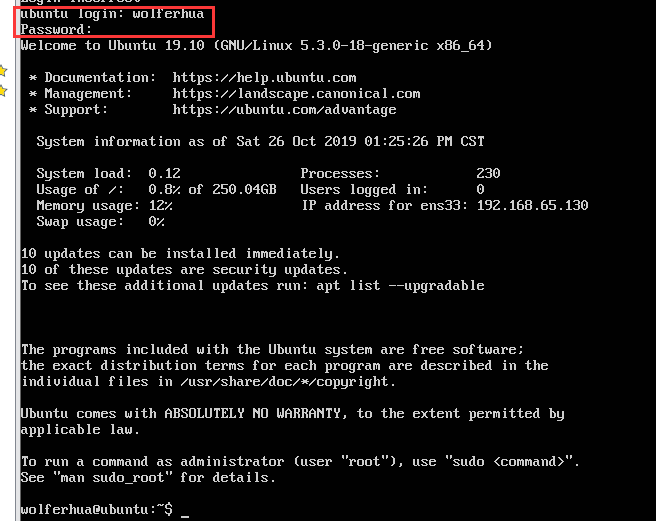 Login incorrect
ubuntu login: wolferhua
Password:
Welcome to Ubuntu 19.10 (GNU/Linux 5.3.0-18-generic x86_64)
* Documentation:  https://help.ubuntu.com
* Management:     https://landscape.canonical.com
* Support:        https://ubuntu.com/advantage
System information as of Sat 26 Oct 2019 01:25:26 PM CST
System load:  0.12               Processes:            230
Usage of /:   0.8% of 250.04GB   Users logged in:      0
Memory usage: 12%                IP address for ens33: 192.168.65.130
Swap usage:   0%
10 updates can be installed immediately.
10 of these updates are security updates.
To see these additional updates run: apt list --upgradable
The programs included with the Ubuntu system are free software;
the exact distribution terms for each program are described in the
individual files in /usr/share/doc/*/copyright.
Ubuntu comes with ABSOLUTELY NO WARRANTY, to the extent permitted by
applicable law.
To run a command as administrator (user "root"), use "sudo <command>".
See "man sudo_root" for details.
wolferhua@ubuntu:~$ _